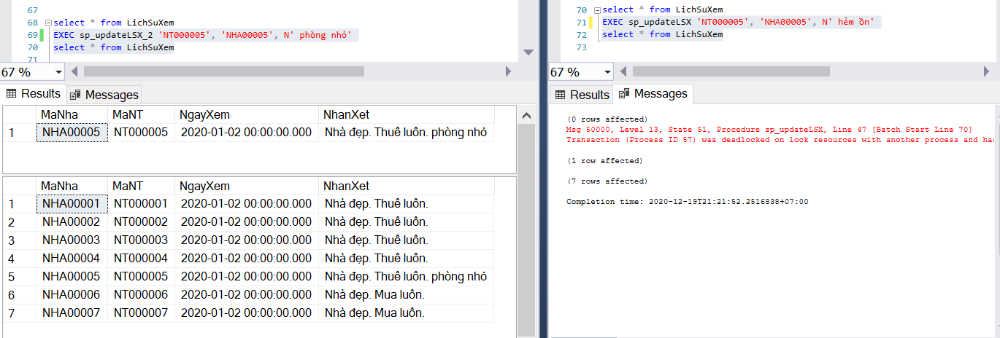 67
68 select * from LichSuXem
69 EXEC sp_updateLSX_2 'NT000005', 'NHA00005', N' phòng nhỏ'
70 select * from LichSuXem
71
67 %
Results Messages
MaNha MaNT NgayXem NhanXet
1 NHA00005 NT000005 2020-01-02 00:00:00.000 Nhà đẹp. Thuê luôn. phòng nhỏ
MaNha MaNT NgayXem NhanXet
1 NHA00001 NT000001 2020-01-02 00:00:00.000 Nhà đẹp. Thuê luôn.
2 NHA00002 NT000002 2020-01-02 00:00:00.000 Nhà đẹp. Thuê luôn.
3 NHA00003 NT000003 2020-01-02 00:00:00.000 Nhà đẹp. Thuê luôn.
4 NHA00004 NT000004 2020-01-02 00:00:00.000 Nhà đẹp. Thuê luôn.
5 NHA00005 NT000005 2020-01-02 00:00:00.000 Nhà đẹp. Thuê luôn. phòng nhỏ
6 NHA00006 NT000006 2020-01-02 00:00:00.000 Nhà đẹp. Mua luôn.
7 NHA00007 NT000007 2020-01-02 00:00:00.000 Nhà đẹp. Mua luôn.
70 select * from LichSuXem
71 EXEC sp_updateLSX 'NT000005', 'NHA00005', N' hẻm ồn'
72 select * from LichSuXem
73
67 %
Results Messages
(0 rows affected)
Msg 50000, Level 13, State 51, Procedure sp_updateLSX, Line 47 [Batch Start Line 70]
Transaction (Process ID 57) was deadlocked on lock resources with another process and has
(1 row affected)
(7 rows affected)
Completion time: 2020-12-19T21:21:52.2516838+07:00